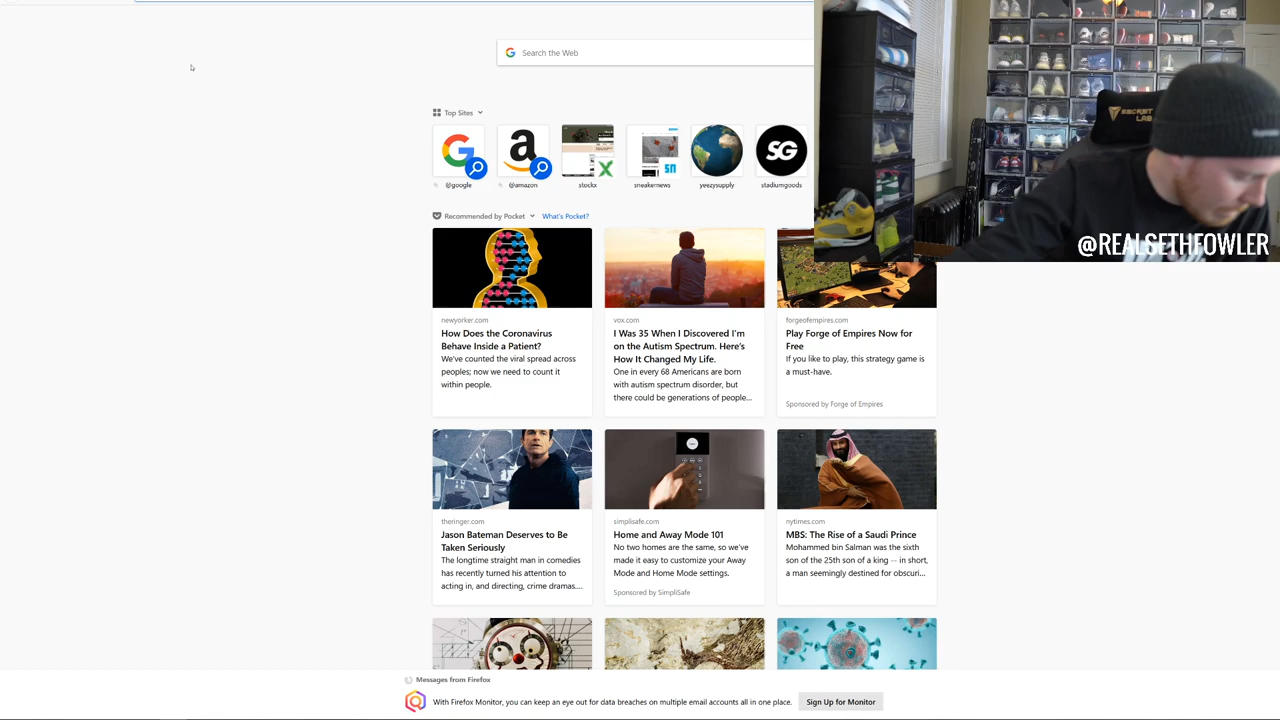 Search the Web
Top Sites
@google
@amazon
stockx
sneakernews
yeezysupply
stadiumgoods
SG
SECRET
LAB
@REALSETHFOWLER
Recommended by Pocket
What's Pocket?
newyorker.com
How Does the Coronavirus
Behave Inside a Patient?
We've counted the viral spread across
peoples; now we need to count it
within people.
vox.com
I Was 35 When I Discovered I'm
on the Autism Spectrum. Here's
How It Changed My Life.
One in every 68 Americans are born
with autism spectrum disorder, but
there could be generations of people...
forgeofempires.com
Play Forge of Empires Now for
Free
If you like to play, this strategy game is
a must-have.
Sponsored by Forge of Empires
theringer.com
Jason Bateman Deserves to Be
Taken Seriously
The longtime straight man in comedies
has recently turned his attention to
acting in, and directing, crime dramas....
simplisafe.com
Home and Away Mode 101
No two homes are the same, so we've
made it easy to customize your Away
Mode and Home Mode settings.
Sponsored by SimpliSafe
nytimes.com
MBS: The Rise of a Saudi Prince
Mohammed bin Salman was the sixth
son of the 25th son of a king — in short,
a man seemingly destined for obscuri...
Messages from Firefox
With Firefox Monitor, you can keep an eye out for data breaches on multiple email accounts all in one place.
Sign Up for Monitor